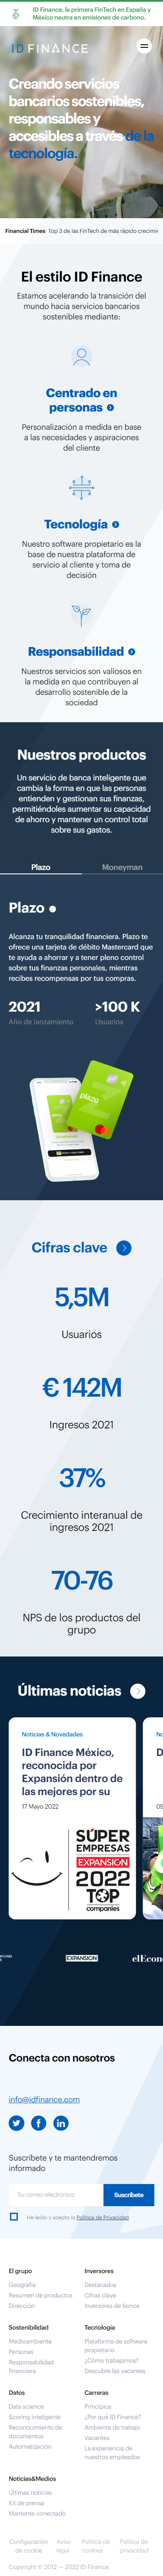 ID Finance, la primera FinTech en España y
México neutra en emisiones de carbono.
ID FINANCE
Creando servicios
bancarios sostenibles,
responsables y
accesibles a través de la
tecnología.
Financial Times Top 3 de las FinTech de más rápido crecimie
El estilo ID Finance
Estamos acelerando la transición del
mundo hacia servicios bancarios
sostenibles mediante:
Centrado en
personas
Personalización a medida en base
a las necesidades y aspiraciones
del cliente
Tecnología
Nuestro software propietario es la
base de nuestra plataforma de
servicio al cliente y toma de
decisión
Responsabilidad
Nuestros servicios son valiosos en
la medida en que contribuyen al
desarrollo sostenible de la
sociedad
Nuestros productos
Un servicio de banca inteligente que
cambia la forma en que las personas
entienden y gestionan sus finanzas,
permitiéndoles aumentar su capacidad
de ahorro y mantener un control total
sobre sus gastos.
Plazo
Moneyman
Plazo
Alcanza tu tranquilidad financiera. Plazo te
ofrece una tarjeta de débito Mastercard que
te ayuda a ahorrar y a tener pleno control
sobre tus finanzas personales, mientras
recibes recompensas por tus compras.
2021
>100 K
Año de lanzamiento
Usuarios
plazo
plazo
Cifras clave
5,5M
Usuarios
€ 142M
Ingresos 2021
37%
Crecimiento interanual de
ingresos 2021
70-76
NPS de los productos del
grupo
Últimas noticias
Noticias & Novedades
No
ID Finance México,
reconocida por
Expansión dentro de
las mejores por su
17 Mayo 2022
SÚPER
EMPRESAS
EXPANSIÓN
2022
TOP
companies
EXPANSIÓN
elEcono
Conecta con nosotros
info@idfinance.com
Suscríbete y te mantendremos
informado
Su correo electrónico
Suscríbete
He leído y acepto la Política de Privacidad
El grupo
Inversores
Geografía
Destacados
Resumen de productos
Cifras clave
Dirección
Inversores de bonos
Sostenibilidad
Tecnología
Medioambiente
Plataforma de software
propietario
Personas
¿Cómo trabajamos?
Responsabilidad
financiera
Descubre las vacantes
Datos
Carreras
Data science
Principios
Scoring inteligente
¿Por qué ID Finance?
Reconocimiento de
documentos
Ambiente de trabajo
Vacantes
Automatización
La experiencia de
nuestros empleados
Noticias&Medios
Últimas noticias
Kit de prensa
Mantente conectado
Configuración
de cookie
Aviso
legal
Política de
cookies
Política de
privacidad
Copyright © 2012 — 2022 ID Finance